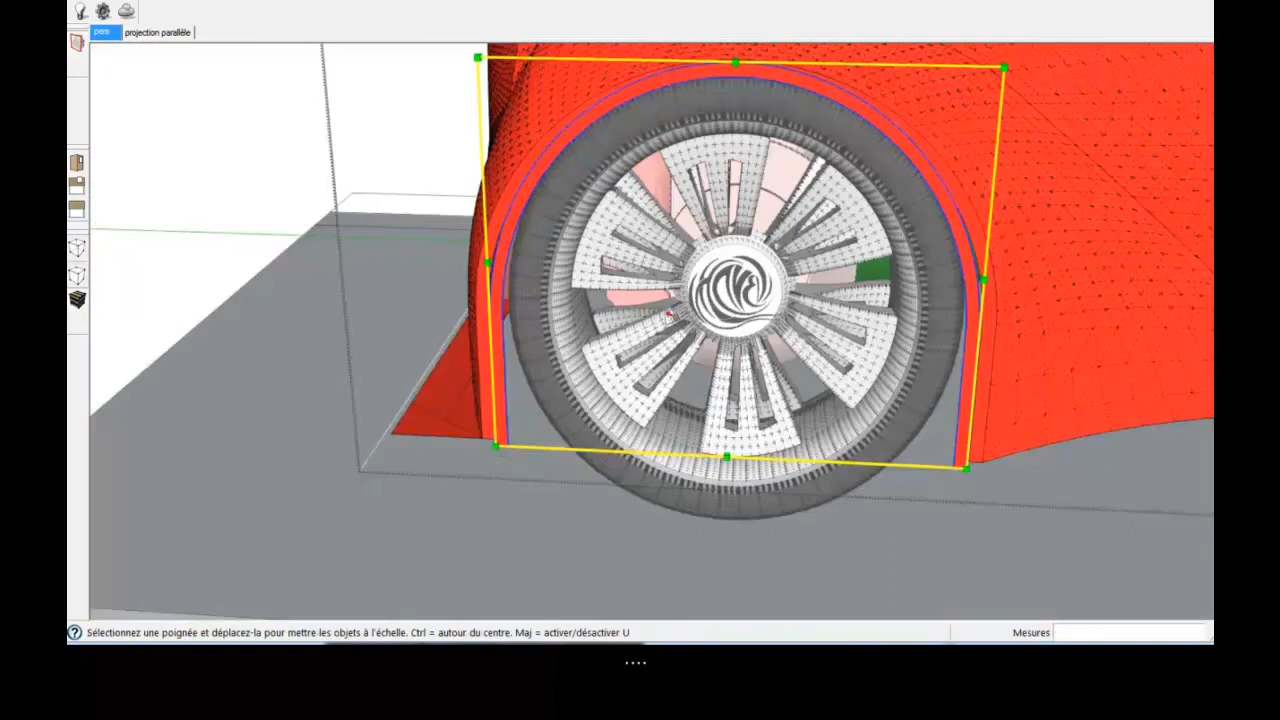 pers
projection parallèle
Sélectionnez une poignée et déplacez-la pour mettre les objets à l'échelle. Ctrl = autour du centre. Maj = activer/désactiver U
Mesures